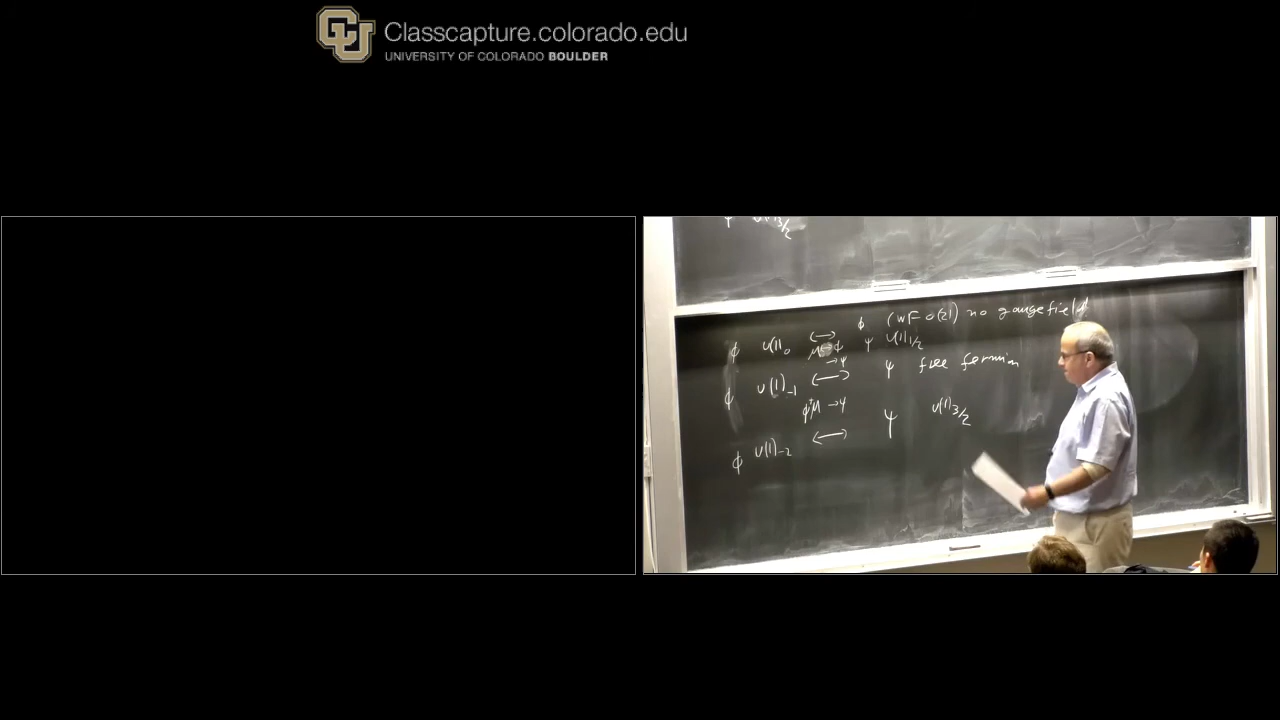 Classcapture.colorado.edu
UNIVERSITY OF COLORADO BOULDER
ψ U(1)3/2
ϕ (WF O(2)) no gauge field
ϕ U(1)0 ⟷ ψ U(1)1/2
→ ψ
ϕ U(1)-1 ⟷ ψ free fermion
ϕ†M → ψ
ϕ U(1)-2 ⟷ ψ U(1)3/2